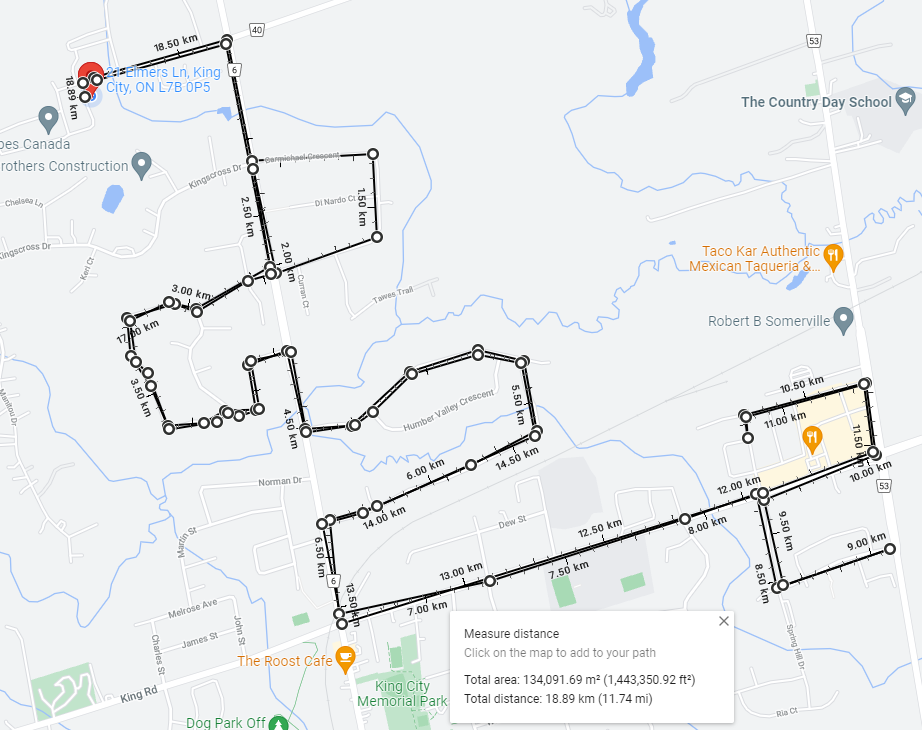 40
18.50 km
53
6
21 Elmers Ln, King
City, ON L7B 0P5
18.89 km
The Country Day School
pes Canada
Carmichael Crescent
rothers Construction
Kingscross Dr
Chelsea Ln
Di Nardo Ct
1.50 km
2.50 km
Kingscross Dr
2.00 km
Taco Kar Authentic
Mexican Taqueria &...
Keri Ct
Curran Ct
3.00 km
Tawes Trail
Robert B Somerville
3.50 km
10.50 km
Manitou Dr
4.50 km
Humber Valley Crescent
5.50 km
11.00 km
11.50 km
14.50 km
6.00 km
10.00 km
Norman Dr
12.00 km
53
14.00 km
Dew St
12.50 km
8.00 km
9.50 km
Martin St
6.50 km
9.00 km
13.00 km
7.50 km
8.50 km
6
13.50 km
7.00 km
Melrose Ave
John St
James St
Charles St
Spring Hill Dr
The Roost Cafe
King Rd
King City
Memorial Park
Dog Park Off
Ria Ct
Measure distance
Click on the map to add to your path
Total area: 134,091.69 m² (1,443,350.92 ft²)
Total distance: 18.89 km (11.74 mi)